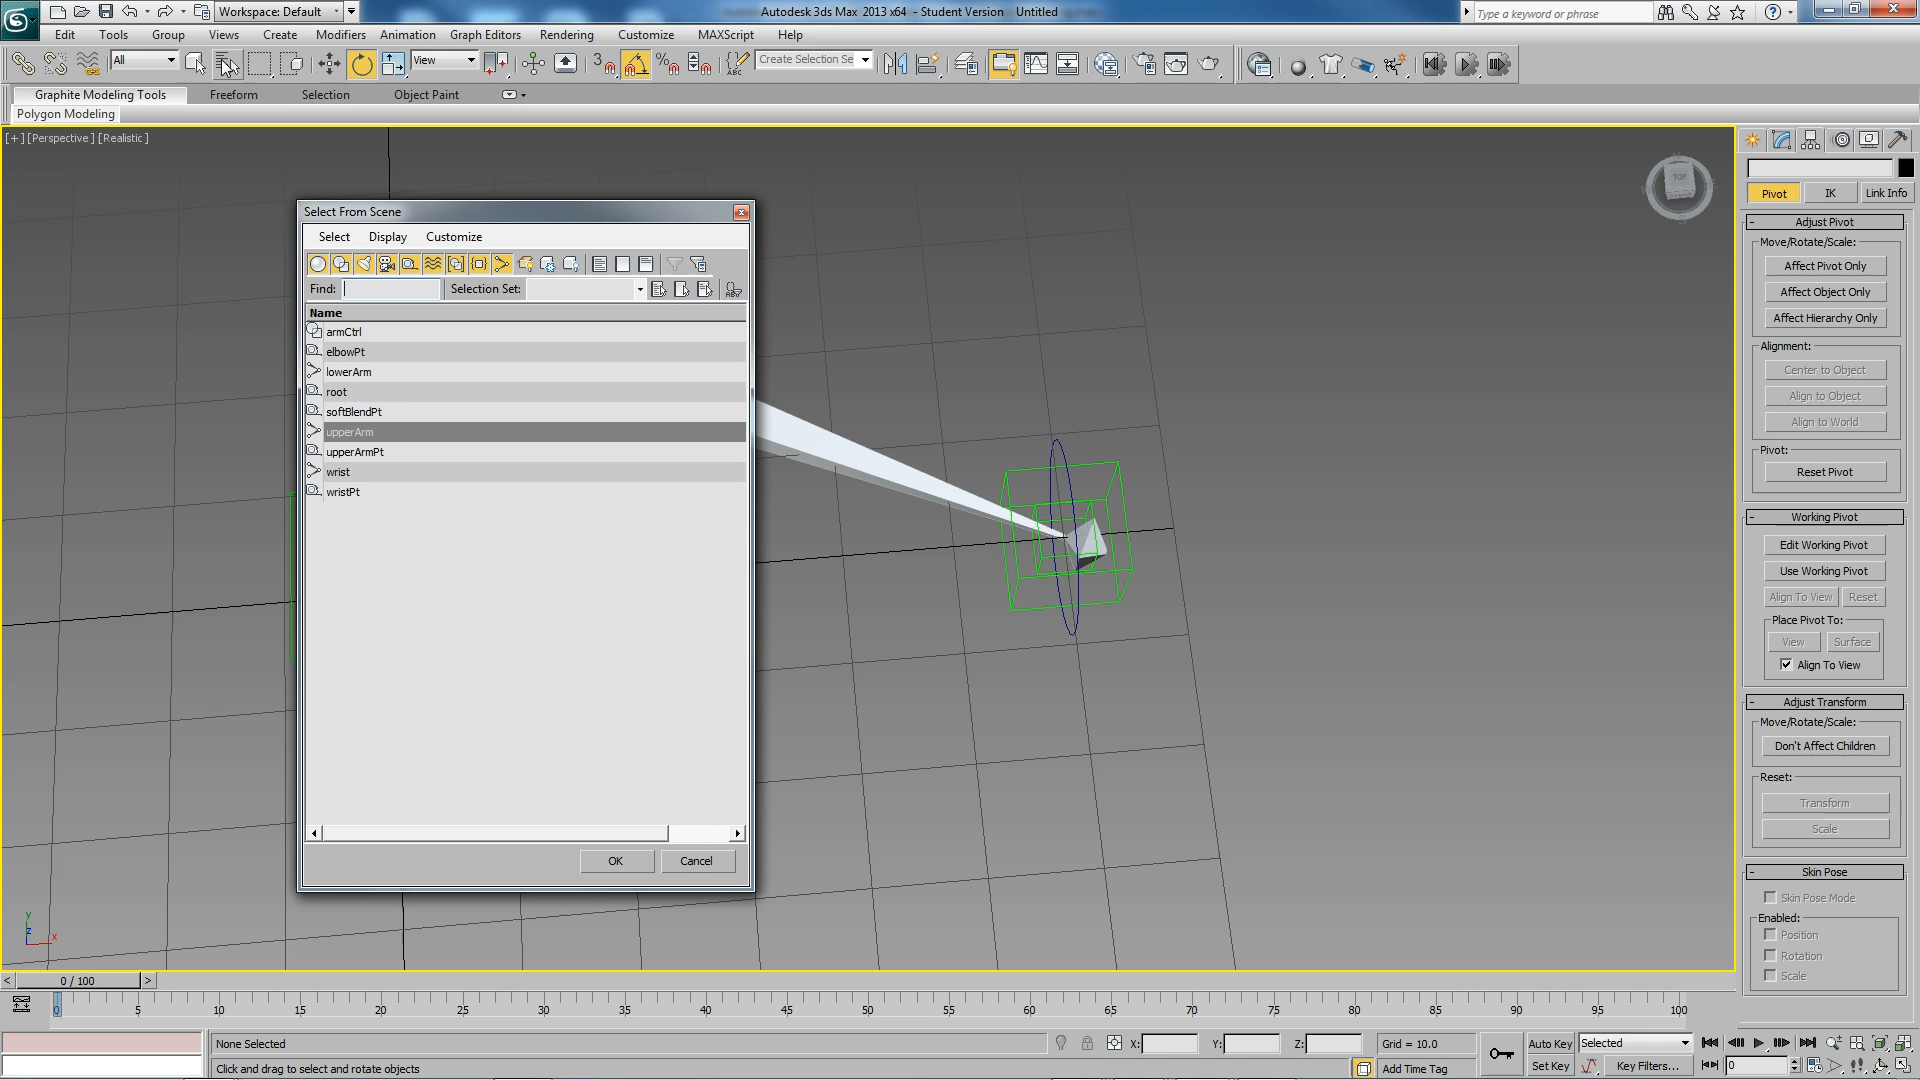 Workspace: Default
Autodesk 3ds Max 2013 x64 - Student Version Untitled
Type a keyword or phrase
Edit Tools Group Views Create Modifiers Animation Graph Editors Rendering Customize MAXScript Help
All
View
3
Create Selection Se
Graphite Modeling Tools Freeform Selection Object Paint
Polygon Modeling
[+] [Perspective] [Realistic]
TOP
Select From Scene
Select Display Customize
Find: Selection Set:
Name
armCtrl
elbowPt
lowerArm
root
softBlendPt
upperArm
upperArmPt
wrist
wristPt
OK Cancel
Pivot IK Link Info
- Adjust Pivot
Move/Rotate/Scale:
Affect Pivot Only
Affect Object Only
Affect Hierarchy Only
Alignment:
Center to Object
Align to Object
Align to World
Pivot:
Reset Pivot
- Working Pivot
Edit Working Pivot
Use Working Pivot
Align To View Reset
Place Pivot To:
View Surface
Align To View
- Adjust Transform
Move/Rotate/Scale:
Don't Affect Children
Reset:
Transform
Scale
- Skin Pose
Skin Pose Mode
Enabled:
Position
Rotation
Scale
y
z
x
< 0 / 100 >
0 5 10 15 20 25 30 35 40 45 50 55 60 65 70 75 80 85 90 95 100
None Selected X: Y: Z: Grid = 10.0 Auto Key Selected
Click and drag to select and rotate objects Add Time Tag Set Key Key Filters... 0